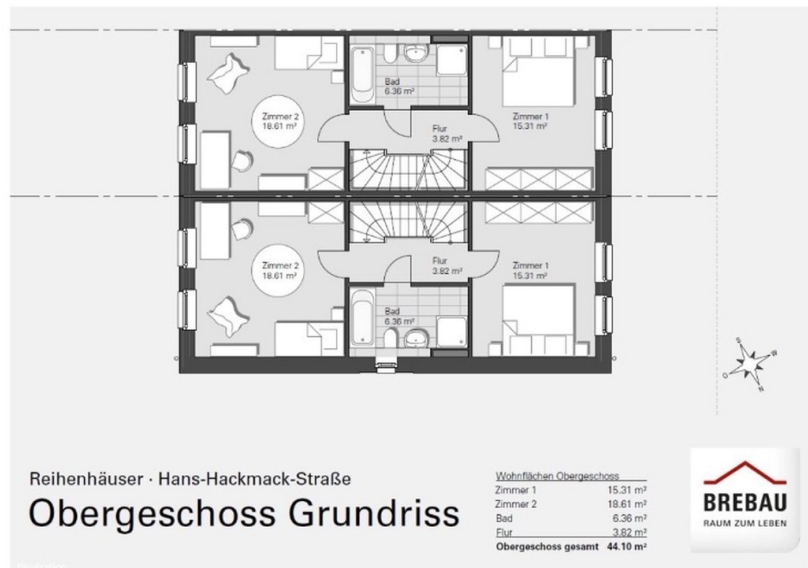 Zimmer 2
18.61 m²
Bad
6.36 m²
Flur
3.82 m²
Zimmer 1
15.31 m²
Zimmer 2
18.61 m²
Flur
3.82 m²
Zimmer 1
15.31 m²
Bad
6.36 m²
S
W
O
N
Reihenhäuser · Hans-Hackmack-Straße
Obergeschoss Grundriss
Wohnflächen Obergeschoss
Zimmer 1 15.31 m²
Zimmer 2 18.61 m²
Bad 6.36 m²
Flur 3.82 m²
Obergeschoss gesamt 44.10 m²
BREBAU
RAUM ZUM LEBEN